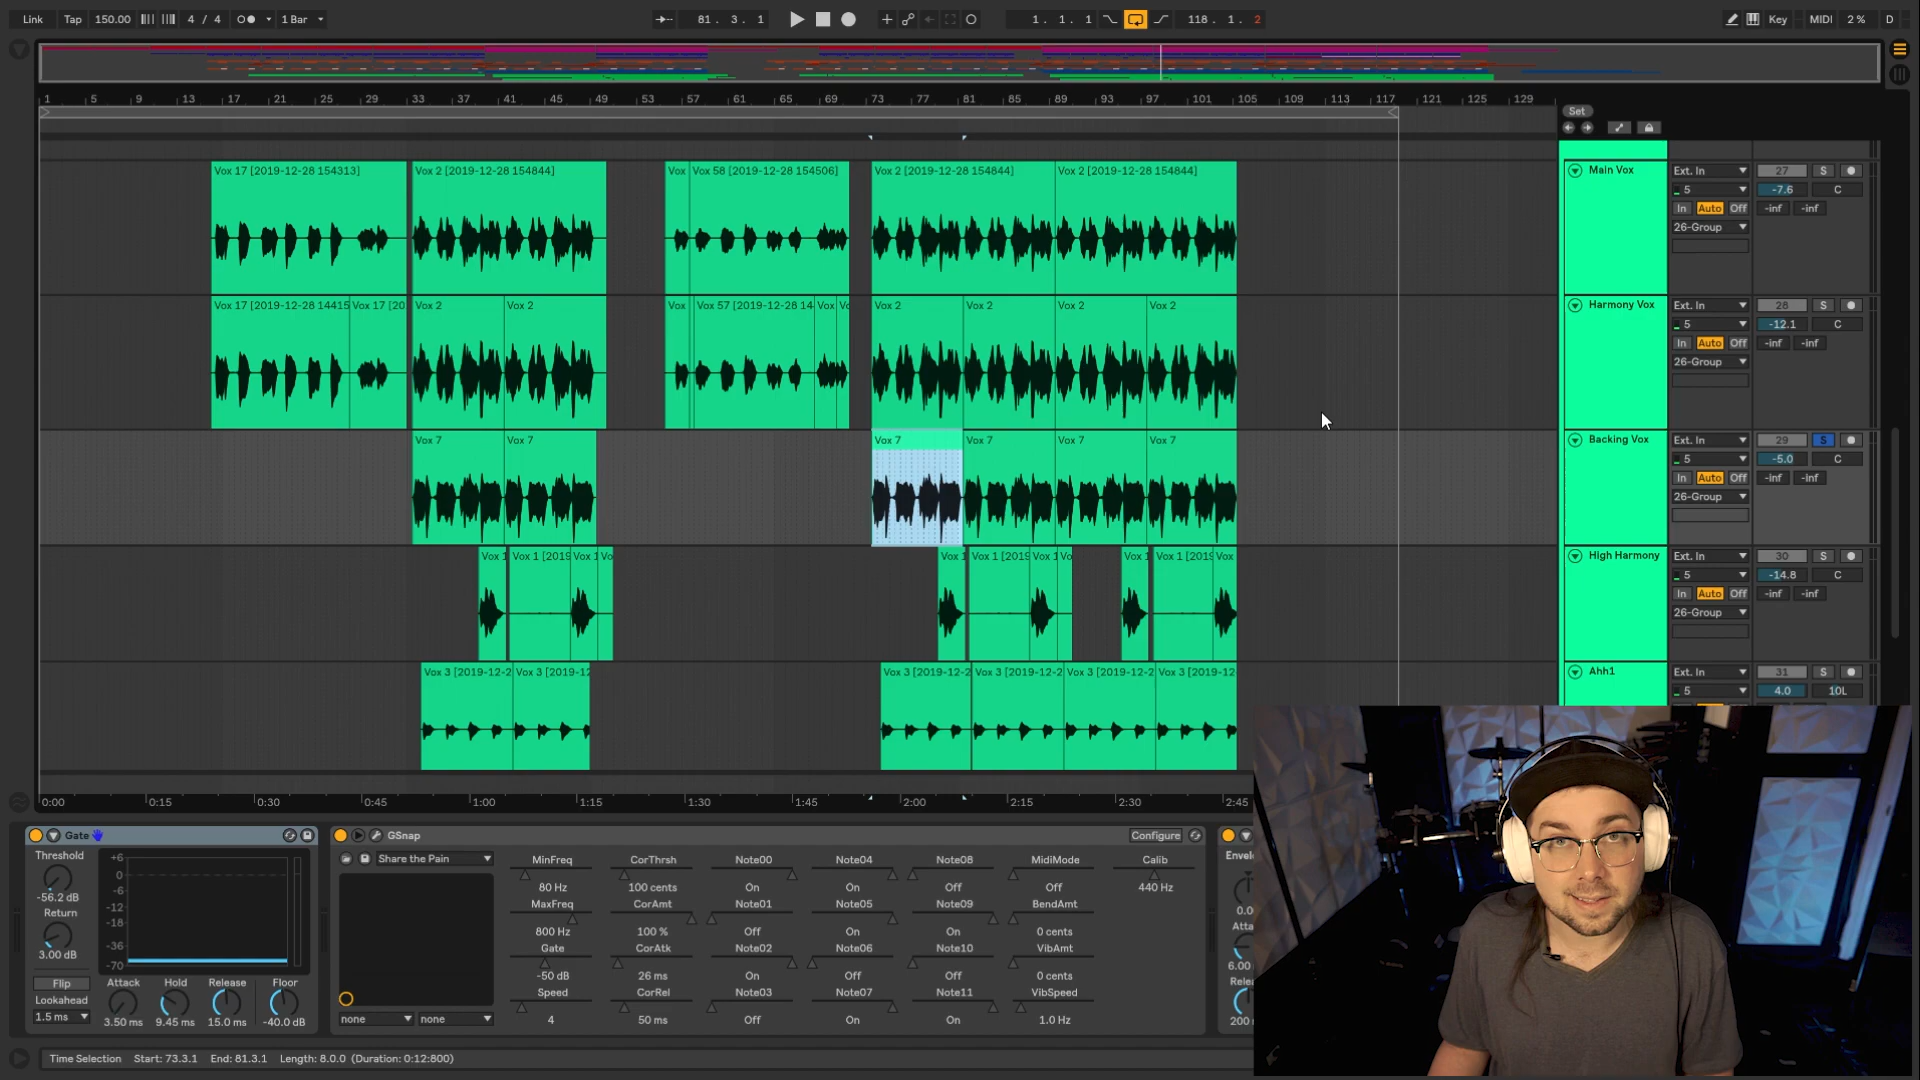 Link Tap 150.00 4 / 4 1 Bar 81. 3. 1 1. 1. 1 118. 1. 2 Key MIDI 2 % D
1 5 9 13 17 21 25 29 33 37 41 45 49 53 57 61 65 69 73 77 81 85 89 93 97 101 105 109 113 117 121 125 129
Set
Vox 17 [2019-12-28 154313] Vox 2 [2019-12-28 154844] Vox Vox 58 [2019-12-28 154506] Vox 2 [2019-12-28 154844] Vox 2 [2019-12-28 154844]
Main Vox Ext. In 27 S
5 -7.6 C
In Auto Off -inf -inf
26-Group
Vox 17 [2019-12-28 14415 Vox 17 [20 Vox 2 Vox 2 Vox Vox 57 [2019-12-28 14 Vox Vo Vox 2 Vox 2 Vox 2 Vox 2
Harmony Vox Ext. In 28 S
5 -12.1 C
In Auto Off -inf -inf
26-Group
Vox 7 Vox 7 Vox 7 Vox 7 Vox 7 Vox 7
Backing Vox Ext. In 29 S
5 -5.0 C
In Auto Off -inf -inf
26-Group
Vox 1 Vox 1 [2019 Vox 1 Vo Vox 1 Vox 1 [2019 Vox 1 Vo Vox 1 Vox 1 [2019 Vox
High Harmony Ext. In 30 S
5 -14.8 C
In Auto Off -inf -inf
26-Group
Vox 3 [2019-12-2 Vox 3 [2019-12 Vox 3 [2019-12-2 Vox 3 [2019-12-2 Vox 3 [2019-12-2 Vox 3 [2019-12-
Ahh1 Ext. In 31 S
5 4.0 10L
0:00 0:15 0:30 0:45 1:00 1:15 1:30 1:45 2:00 2:15 2:30 2:45
Gate
Threshold
-56.2 dB
Return
3.00 dB
Flip
Lookahead
1.5 ms
+6
0
-6
-12
-18
-36
-70
Attack Hold Release Floor
3.50 ms 9.45 ms 15.0 ms -40.0 dB
GSnap Configure
Share the Pain
none none
MinFreq CorThrsh Note00 Note04 Note08 MidiMode Calib
80 Hz 100 cents On On Off Off 440 Hz
MaxFreq CorAmt Note01 Note05 Note09 BendAmt
800 Hz 100 % Off On On 0 cents
Gate CorAtk Note02 Note06 Note10 VibAmt
-50 dB 26 ms On Off Off 0 cents
Speed CorRel Note03 Note07 Note11 VibSpeed
4 50 ms Off On On 1.0 Hz
Envelo
0.0
Atta
6.00
Relea
200
Time Selection Start: 73.3.1 End: 81.3.1 Length: 8.0.0 (Duration: 0:12:800)